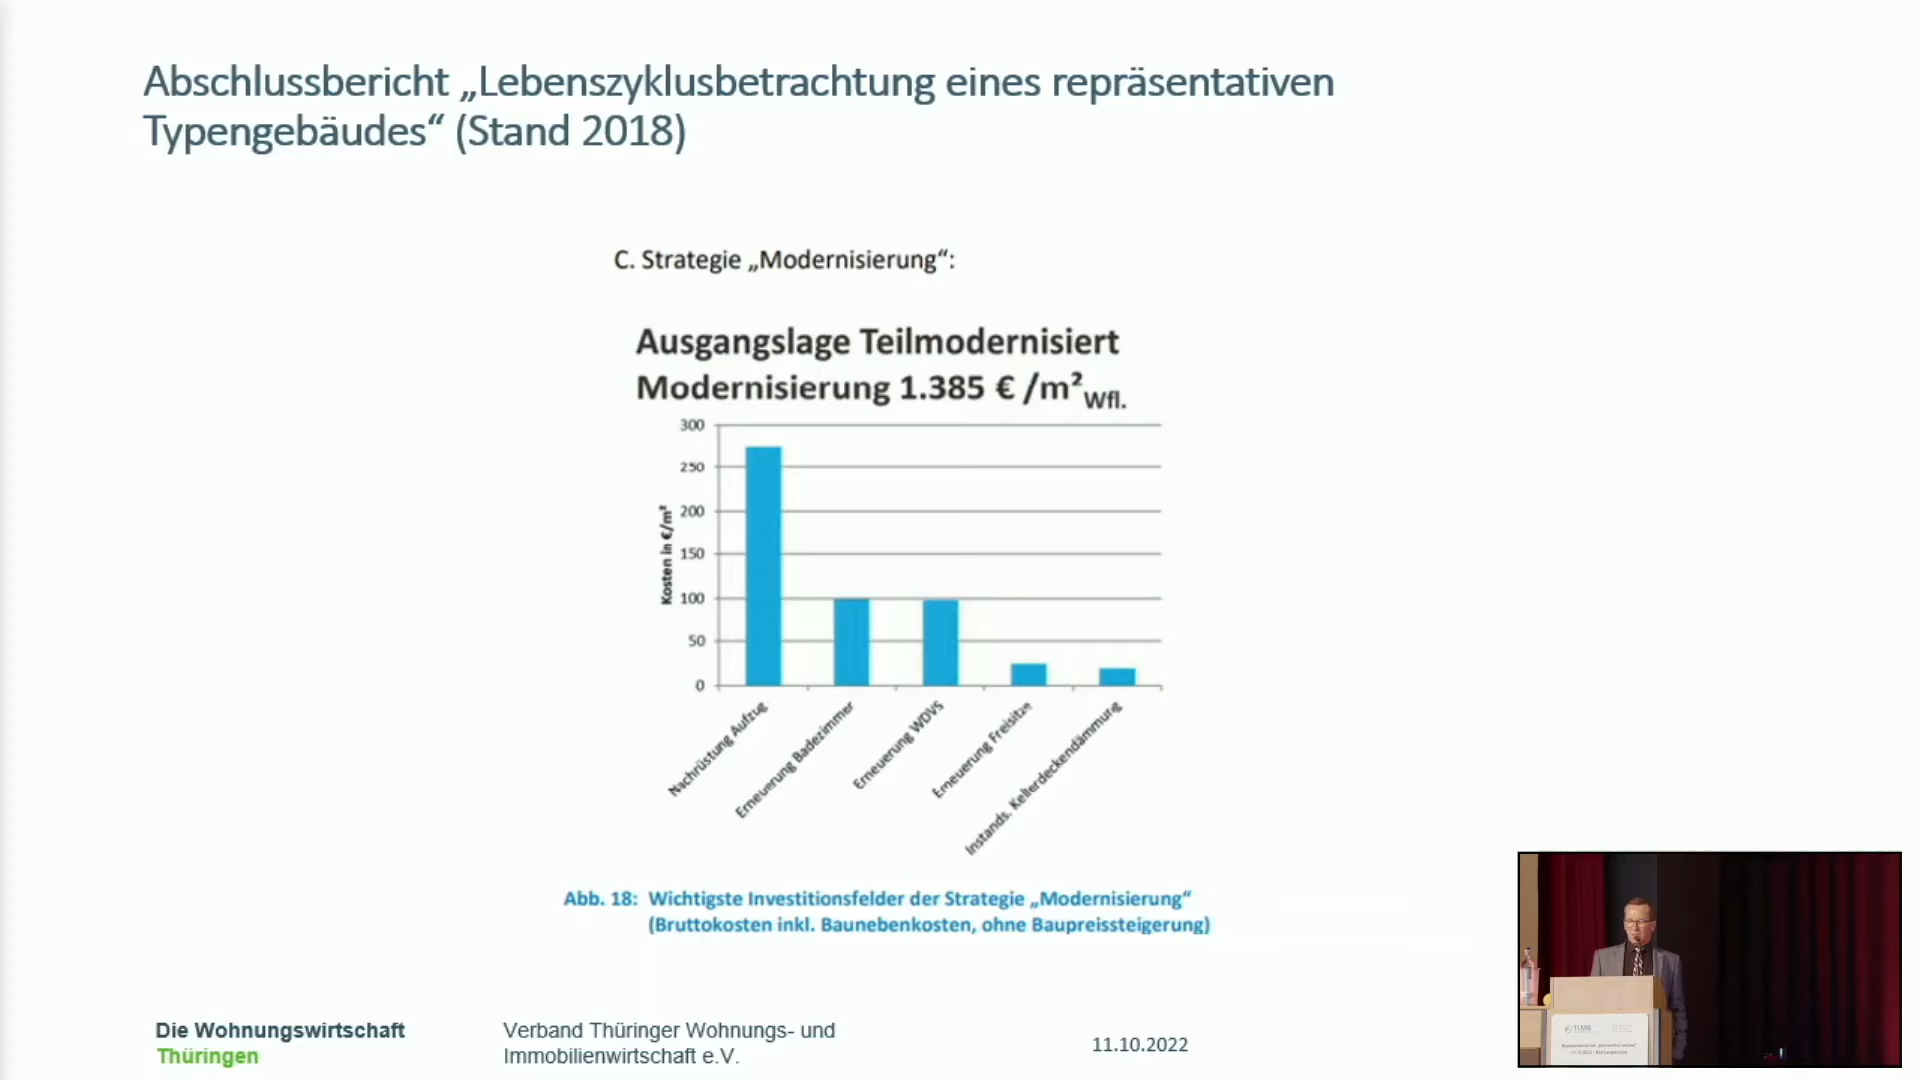 Abschlussbericht „Lebenszyklusbetrachtung eines repräsentativen
Typengebäudes“ (Stand 2018)
C. Strategie „Modernisierung“:
Ausgangslage Teilmodernisiert
Modernisierung 1.385 € /m² Wfl.
300
250
200
150
100
50
0
Kosten in €/m²
Nachrüstung Aufzug
Erneuerung Badezimmer
Erneuerung WDVS
Erneuerung Freisitze
Instands. Kellerdeckendämmung
Abb. 18: Wichtigste Investitionsfelder der Strategie „Modernisierung“
(Bruttokosten inkl. Baunebenkosten, ohne Baupreissteigerung)
Die Wohnungswirtschaft
Thüringen
Verband Thüringer Wohnungs- und
Immobilienwirtschaft e.V.
11.10.2022
TLMB